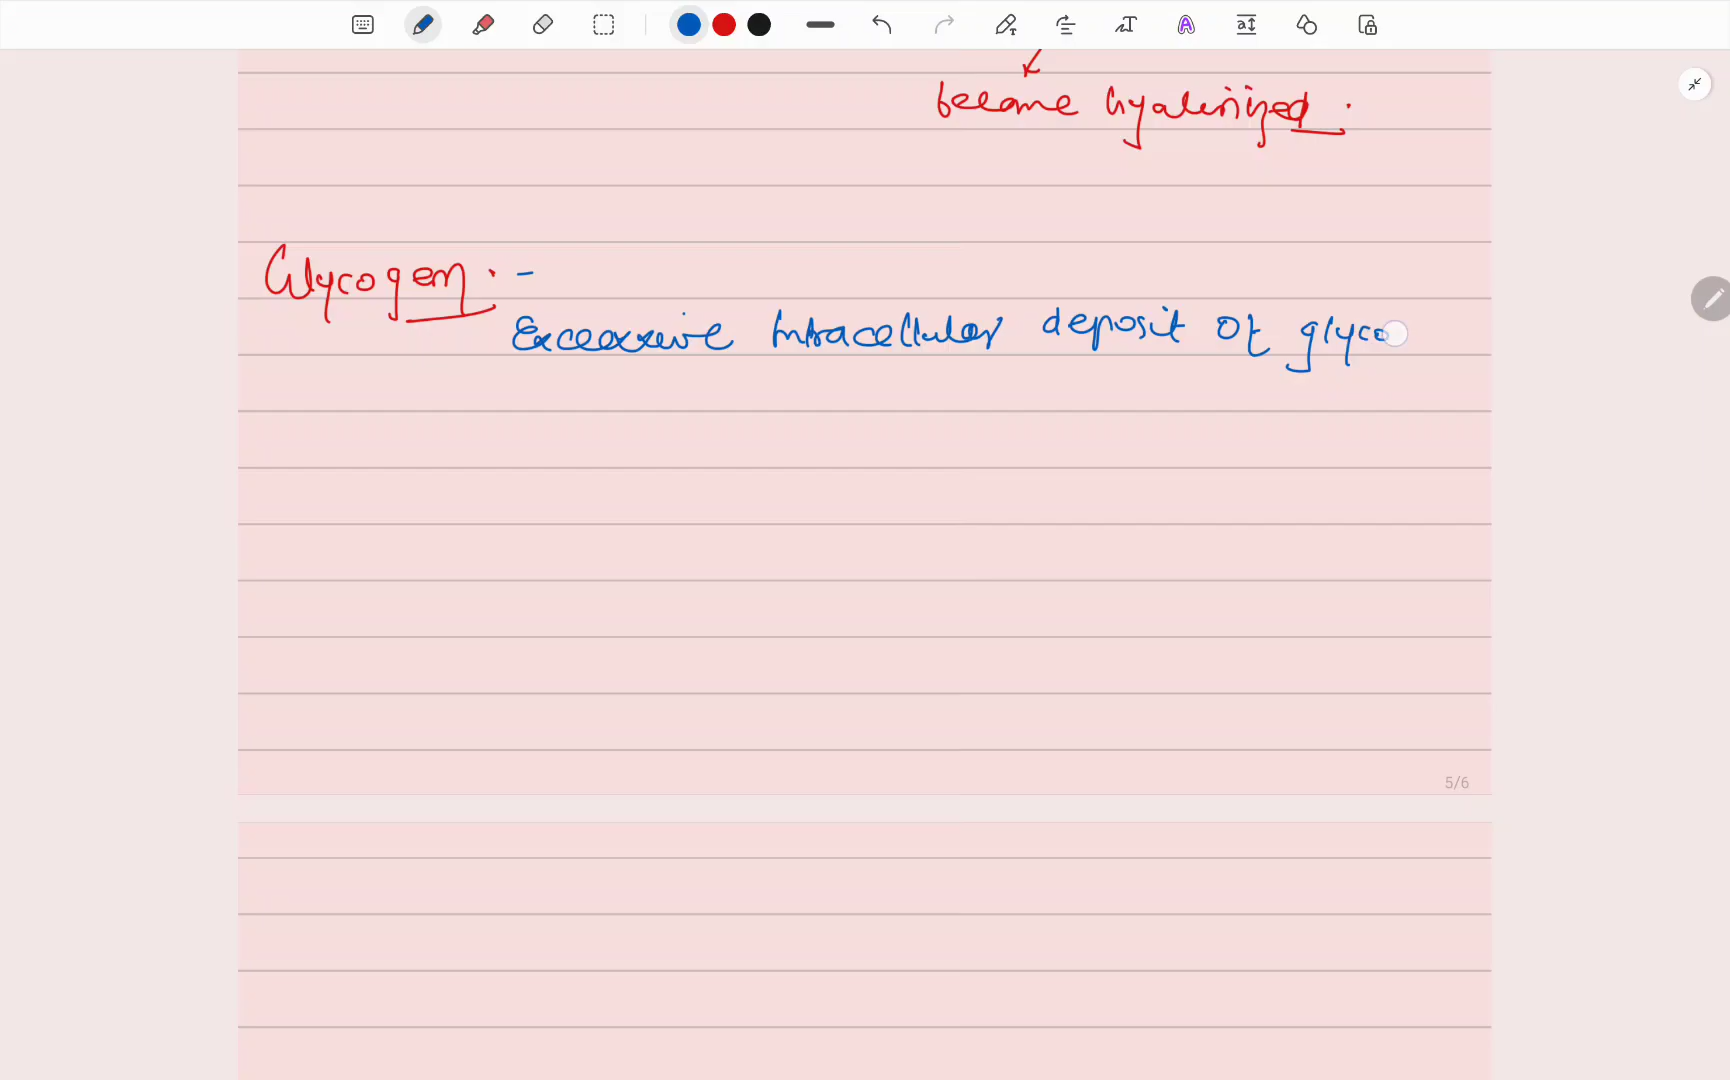 become hyalinized.
Glycogen :-
Excessive Intracellular deposit of glyco
5/6